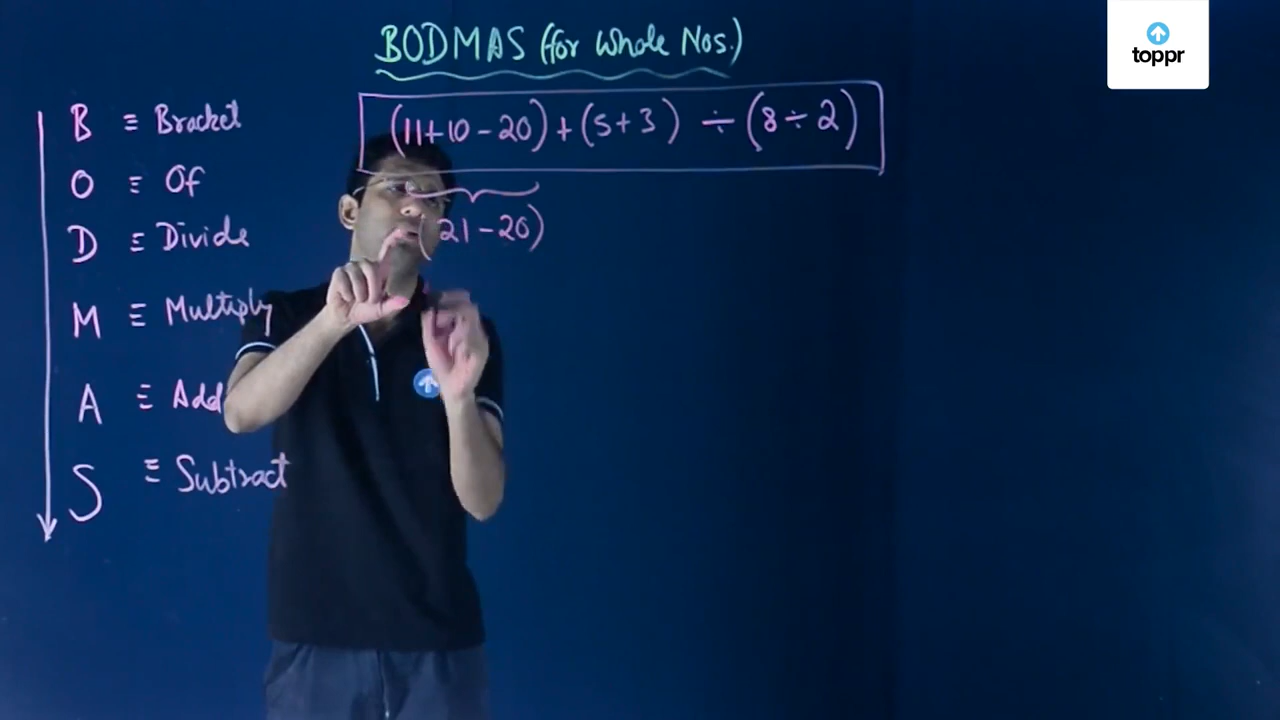 BODMAS (for Whole Nos.)
toppr
(11+10-20)+(5+3) ÷(8÷2)
(21-20)
B ≡ Bracket
O ≡ Of
D ≡ Divide
M ≡ Multiply
A ≡ Add
S ≡ Subtract